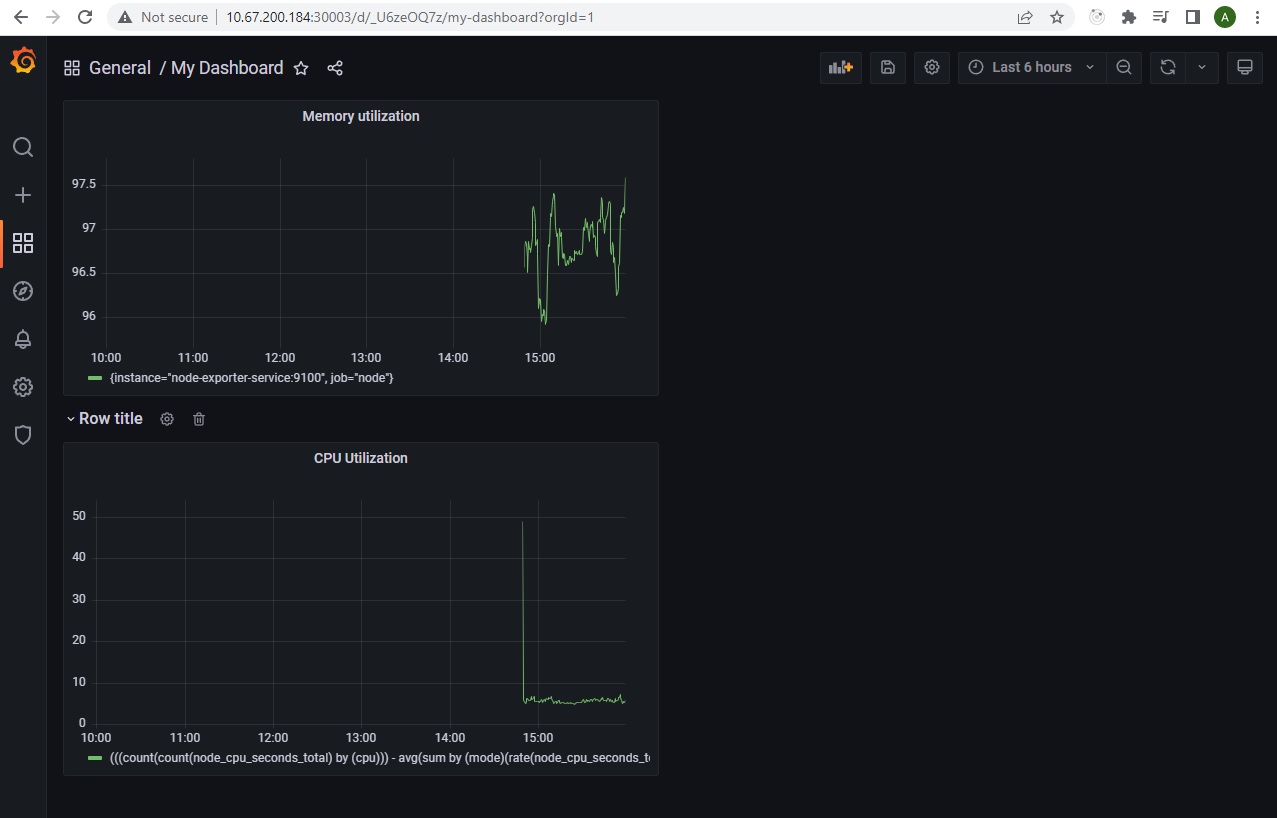 Not secure | 10.67.200.184:30003/d/_U6zeOQ7z/my-dashboard?orgId=1
A
General / My Dashboard
Last 6 hours
Memory utilization
97.5
97
96.5
96
10:00 11:00 12:00 13:00 14:00 15:00
{instance="node-exporter-service:9100", job="node"}
Row title
CPU Utilization
50
40
30
20
10
0
10:00 11:00 12:00 13:00 14:00 15:00
(((count(count(node_cpu_seconds_total) by (cpu))) - avg(sum by (mode)(rate(node_cpu_seconds_t